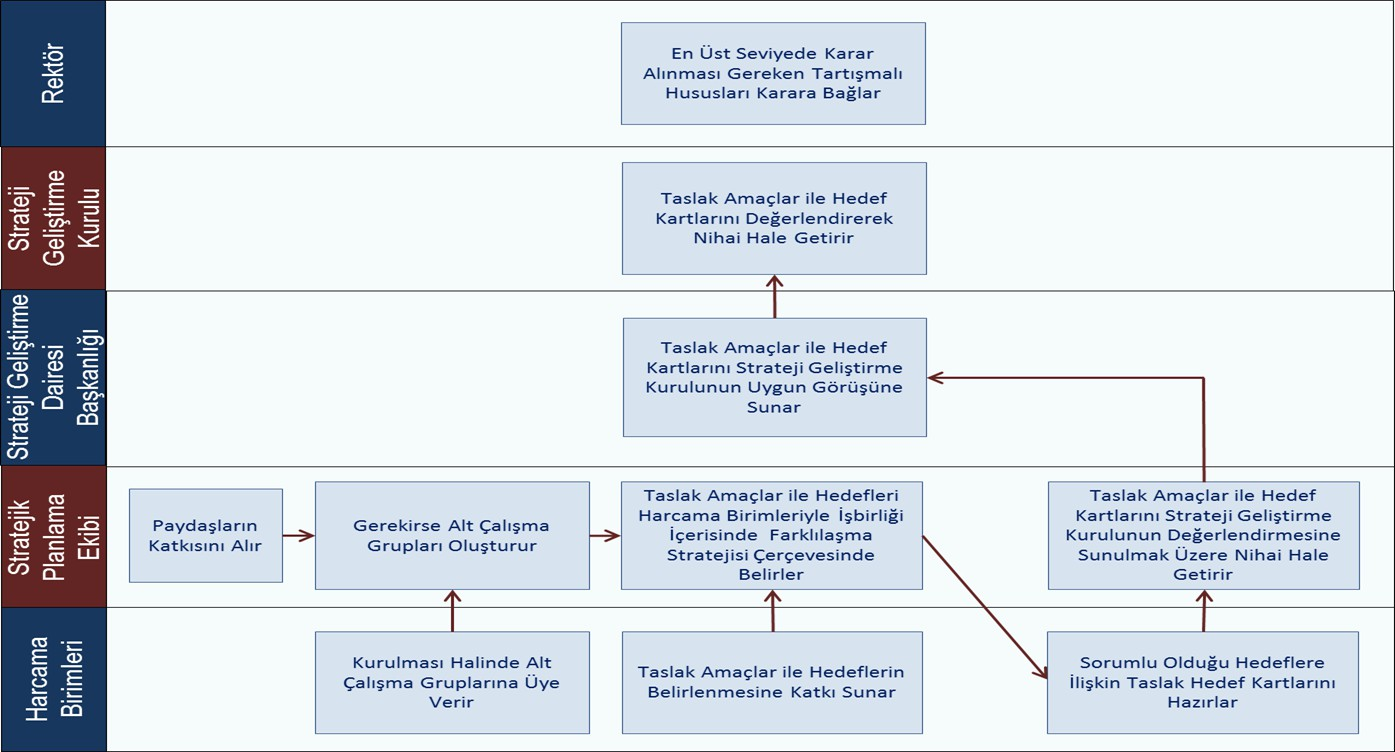 Rektör
En Üst Seviyede Karar
Alınması Gereken Tartışmalı
Hususları Karara Bağlar
Strateji
Geliştirme
Kurulu
Taslak Amaçlar ile Hedef
Kartlarını Değerlendirerek
Nihai Hale Getirir
Strateji Geliştirme
Dairesi
Başkanlığı
Taslak Amaçlar ile Hedef
Kartlarını Strateji Geliştirme
Kurulunun Uygun Görüşüne
Sunar
Stratejik
Planlama
Ekibi
Paydaşların
Katkısını Alır
Gerekirse Alt Çalışma
Grupları Oluşturur
Taslak Amaçlar ile Hedefleri
Harcama Birimleriyle İşbirliği
İçerisinde Farklılaşma
Stratejisi Çerçevesinde
Belirler
Taslak Amaçlar ile Hedef
Kartlarını Strateji Geliştirme
Kurulunun Değerlendirmesine
Sunulmak Üzere Nihai Hale
Getirir
Harcama
Birimleri
Kurulması Halinde Alt
Çalışma Gruplarına Üye
Verir
Taslak Amaçlar ile Hedeflerin
Belirlenmesine Katkı Sunar
Sorumlu Olduğu Hedeflere
İlişkin Taslak Hedef Kartlarını
Hazırlar